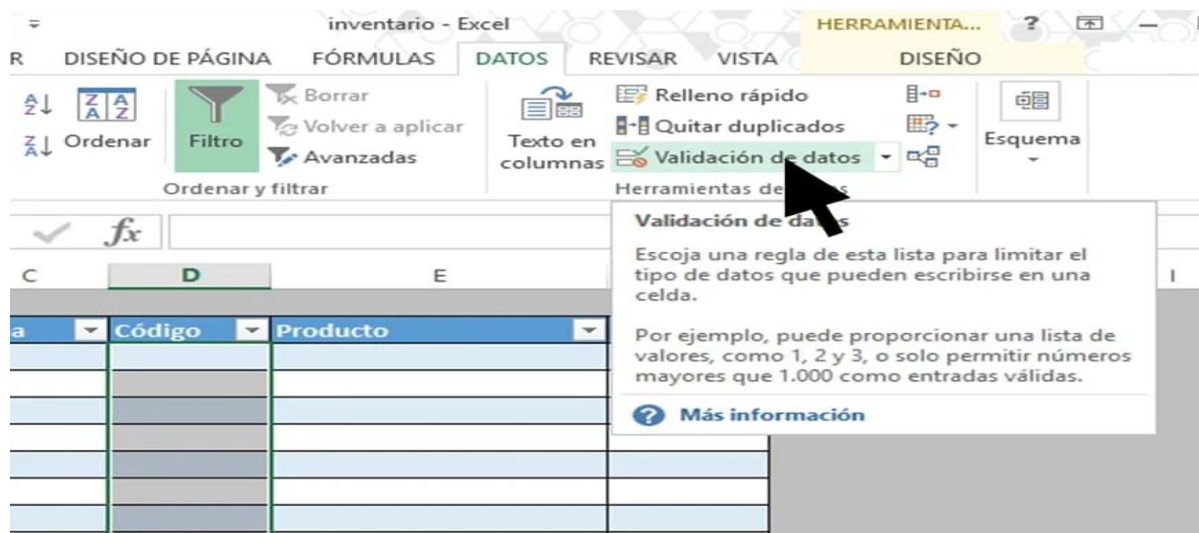 inventario - Excel
HERRAMIENTA...
?
R DISEÑO DE PÁGINA FÓRMULAS DATOS REVISAR VISTA DISEÑO
Ordenar
Filtro
Borrar
Volver a aplicar
Avanzadas
Ordenar y filtrar
Texto en
columnas
Relleno rápido
Quitar duplicados
Validación de datos
Herramientas de
Esquema
fx
C D E I
a Código Producto
Validación de datos
Escoja una regla de esta lista para limitar el
tipo de datos que pueden escribirse en una
celda.
Por ejemplo, puede proporcionar una lista de
valores, como 1, 2 y 3, o solo permitir números
mayores que 1.000 como entradas válidas.
Más información